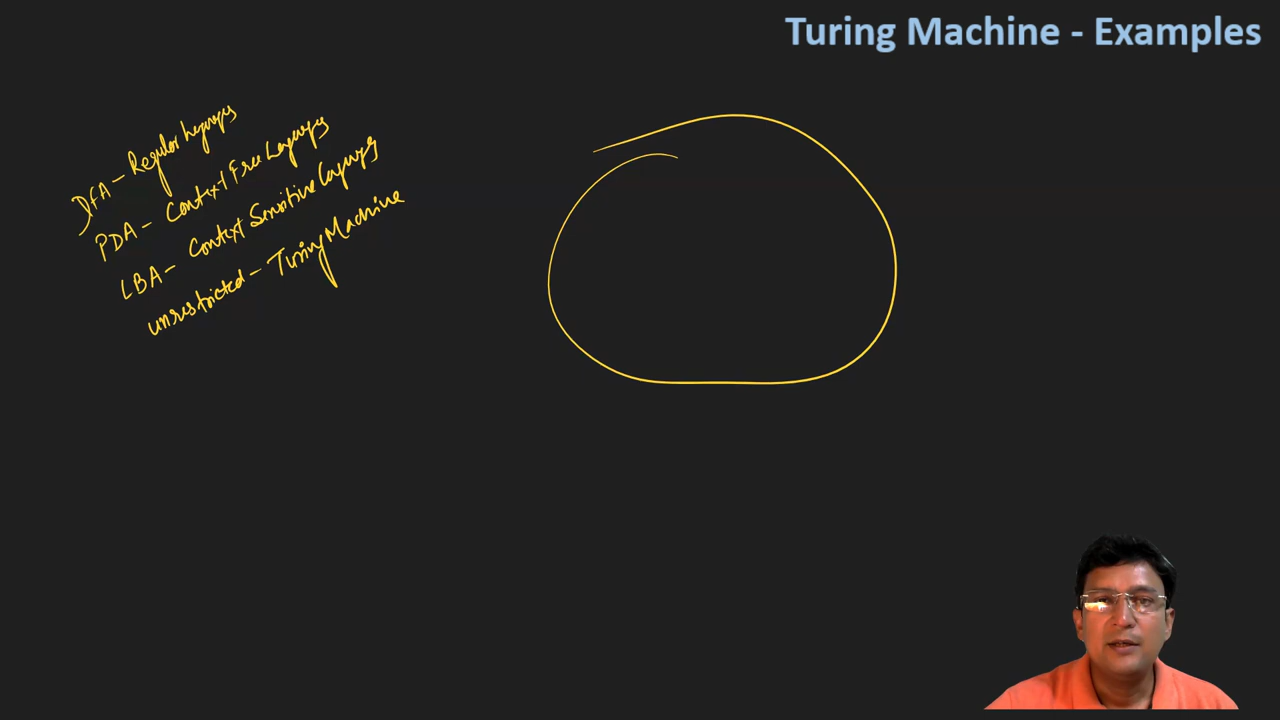 Turing Machine - Examples
DFA - Regular Languages
PDA - Context Free Languages
LBA - Context Sensitive Languages
unrestricted - Turing Machine